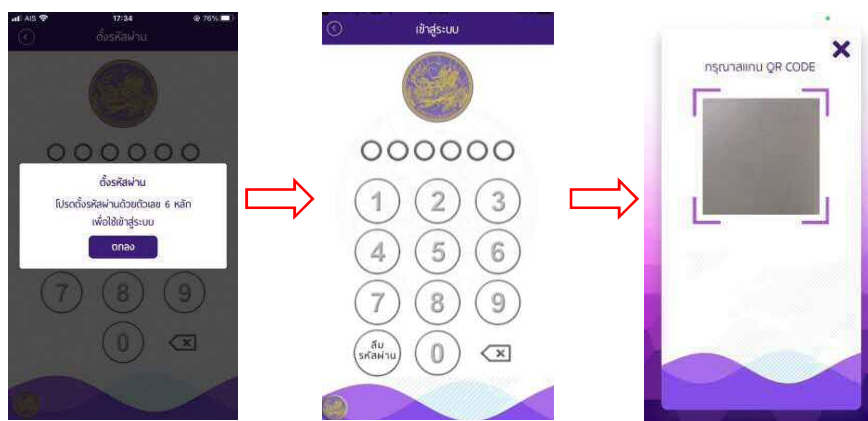 AIS 17:34 76%
ตั้งรหัสผ่าน
ตั้งรหัสผ่าน
โปรดตั้งรหัสผ่านด้วยตัวเลข 6 หลัก
เพื่อใช้เข้าสู่ระบบ
ตกลง
7 8 9
0
เข้าสู่ระบบ
1 2 3
4 5 6
7 8 9
ลืม
รหัสผ่าน
0
กรุณาสแกน QR CODE